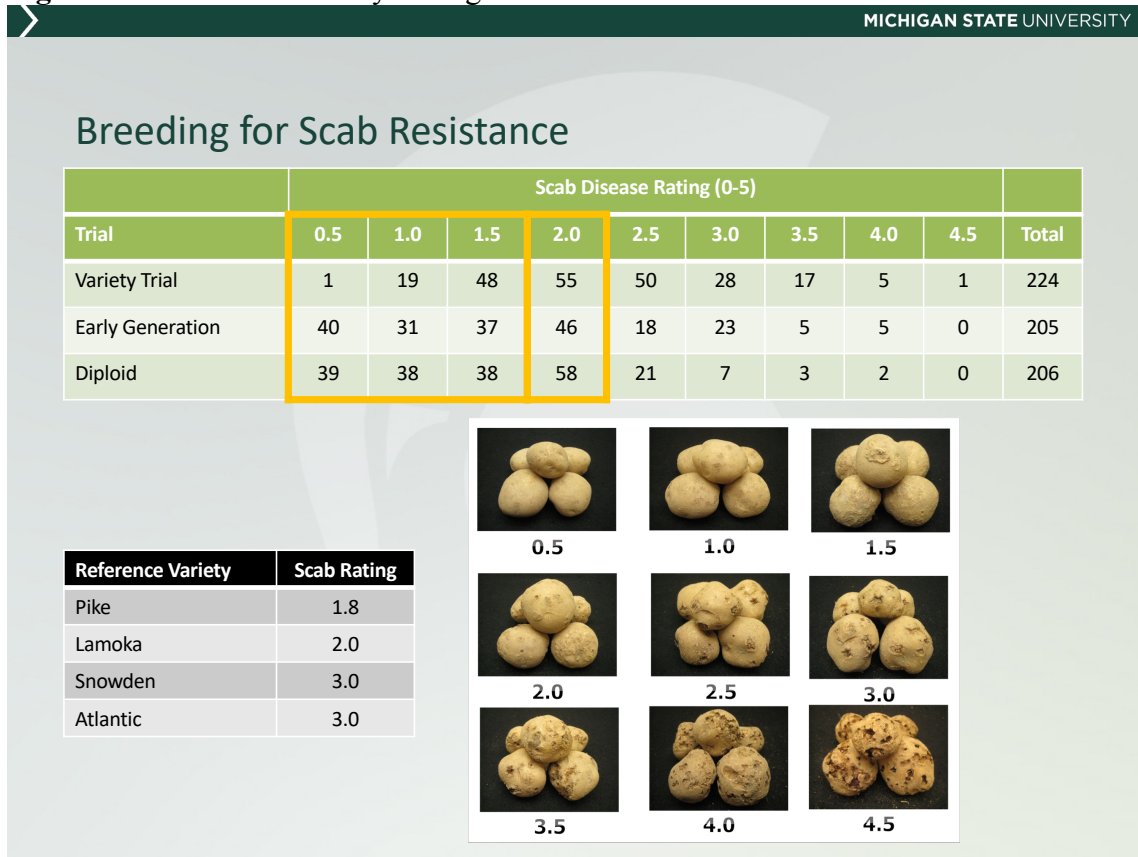 MICHIGAN STATE UNIVERSITY
Breeding for Scab Resistance
Scab Disease Rating (0-5)
Trial 0.5 1.0 1.5 2.0 2.5 3.0 3.5 4.0 4.5 Total
Variety Trial 1 19 48 55 50 28 17 5 1 224
Early Generation 40 31 37 46 18 23 5 5 0 205
Diploid 39 38 38 58 21 7 3 2 0 206
0.5 1.0 1.5
Reference Variety Scab Rating
Pike 1.8
Lamoka 2.0
Snowden 3.0
Atlantic 3.0
2.0 2.5 3.0
3.5 4.0 4.5